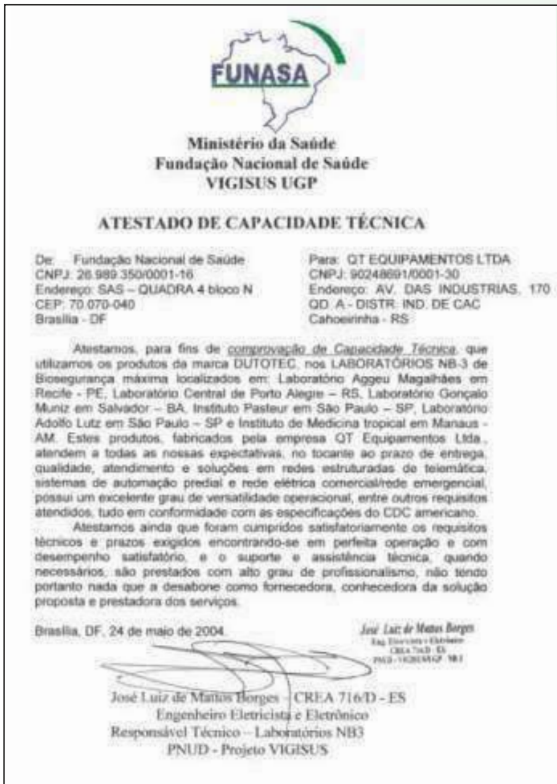 FUNASA
Ministério da Saúde
Fundação Nacional de Saúde
VIGISUS UGP
ATESTADO DE CAPACIDADE TÉCNICA
De: Fundação Nacional de Saúde
CNPJ: 26.989.350/0001-16
Endereço: SAS – QUADRA 4 bloco N
CEP: 70.070-040
Brasília - DF
Para: QT EQUIPAMENTOS LTDA
CNPJ: 90248691/0001-30
Endereço: AV. DAS INDUSTRIAS, 170
QD. A - DISTR. IND. DE CAC
Cahoeirinha - RS
Atestamos, para fins de comprovação de Capacidade Técnica, que
utilizamos os produtos da marca DUTOTEC, nos LABORATÓRIOS NB-3 de
Biosegurança máxima localizados em: Laboratório Aggeu Magalhães em
Recife - PE, Laboratório Central de Porto Alegre – RS, Laboratório Gonçalo
Muniz em Salvador – BA, Instituto Pasteur em São Paulo – SP, Laboratório
Adolfo Lutz em São Paulo – SP e Instituto de Medicina tropical em Manaus -
AM. Estes produtos, fabricados pela empresa QT Equipamentos Ltda.,
atendem a todas as nossas expectativas, no tocante ao prazo de entrega,
qualidade, atendimento e soluções em redes estruturadas de telemática,
sistemas de automação predial e rede elétrica comercial/rede emergencial,
possui um excelente grau de versatilidade operacional, entre outros requisitos
atendidos, tudo em conformidade com as especificações do CDC americano.
Atestamos ainda que foram cumpridos satisfatoriamente os requisitos
técnicos e prazos exigidos encontrando-se em perfeita operação e com
desempenho satisfatório, e o suporte e assistência técnica, quando
necessários, são prestados com alto grau de profissionalismo, não tendo
portanto nada que a desabone como fornecedora, conhecedora da solução
proposta e prestadora dos serviços.
Brasília, DF, 24 de maio de 2004.
José Luiz de Mattos Borges
Eng. Eletricista e Eletrônico
CREA 716/D - ES
José Luiz de Mattos Borges – CREA 716/D - ES
Engenheiro Eletricista e Eletrônico
Responsável Técnico – Laboratórios NB3
PNUD - Projeto VIGISUS